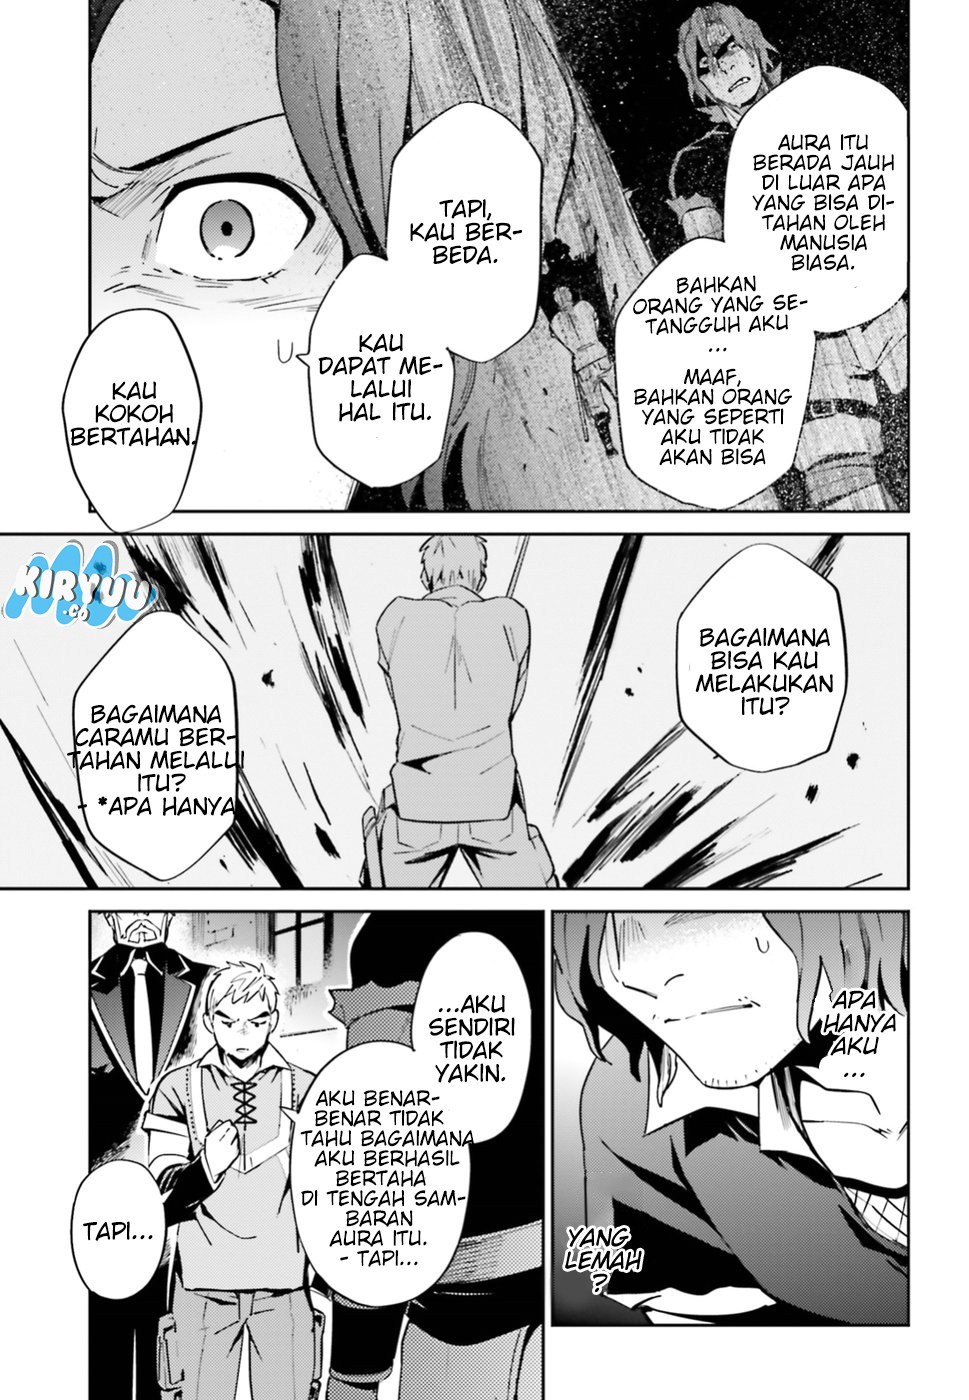 AURA ITU
BERADA JAUH
DI LUAR APA
YANG BISA DI-
TAHAN OLEH
MANUSIA
BIASA.
BAHKAN
ORANG YANG SE-
TANGGUH AKU
...
MAAF,
BAHKAN ORANG
YANG SEPERTI
AKU TIDAK
AKAN BISA
TAPI,
KAU BER-
BEDA.
KAU
DAPAT ME-
LALUI
HAL ITU.
KAU
KOKOH
BERTAHAN.
KIRYUU
.CO
BAGAIMANA
BISA KAU
MELAKUKAN
ITU?
BAGAIMANA
CARAMU BER-
TAHAN MELALUI
ITU?
- *APA HANYA
APA
HANYA
AKU
...
YANG
LEMAH
?
...AKU
SENDIRI
TIDAK
YAKIN.
AKU BENAR-
BENAR TIDAK
TAHU BAGAIMANA
AKU BERHASIL
BERTAHA
DI TENGAH SAM-
BARAN
AURA ITU.
- TAPI...
TAPI...